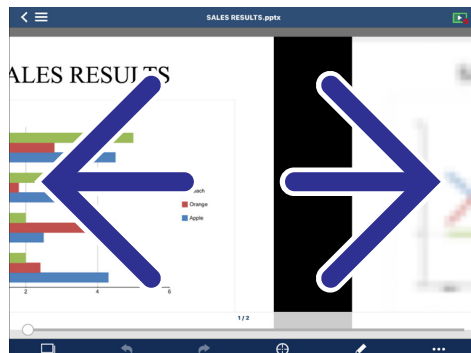 SALES RESULTS.pptx
ALES RESULTS
Orange
Apple
2 4 6
1 / 2